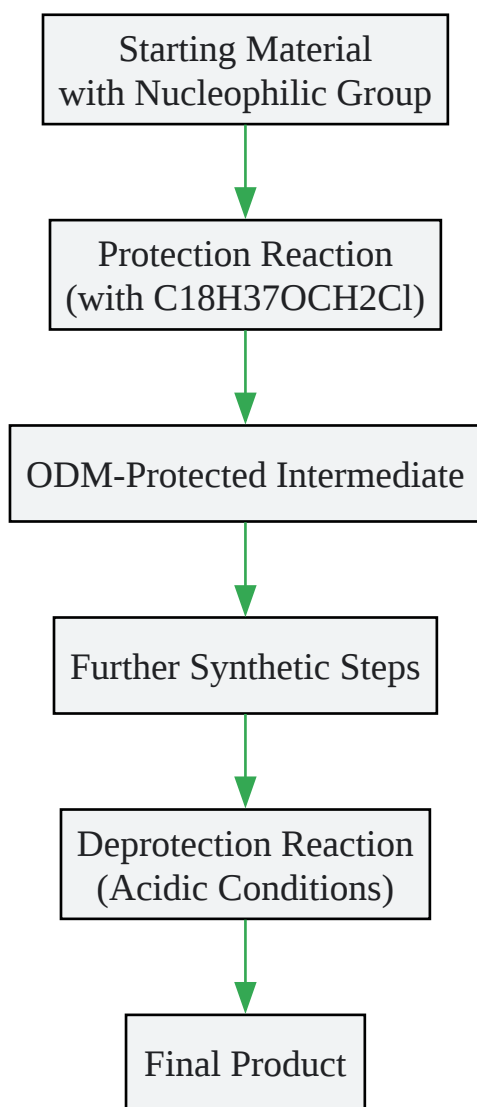 Starting Material
with Nucleophilic Group
Protection Reaction
(with C18H37OCH2Cl)
ODM-Protected Intermediate
Further Synthetic Steps
Deprotection Reaction
(Acidic Conditions)
Final Product